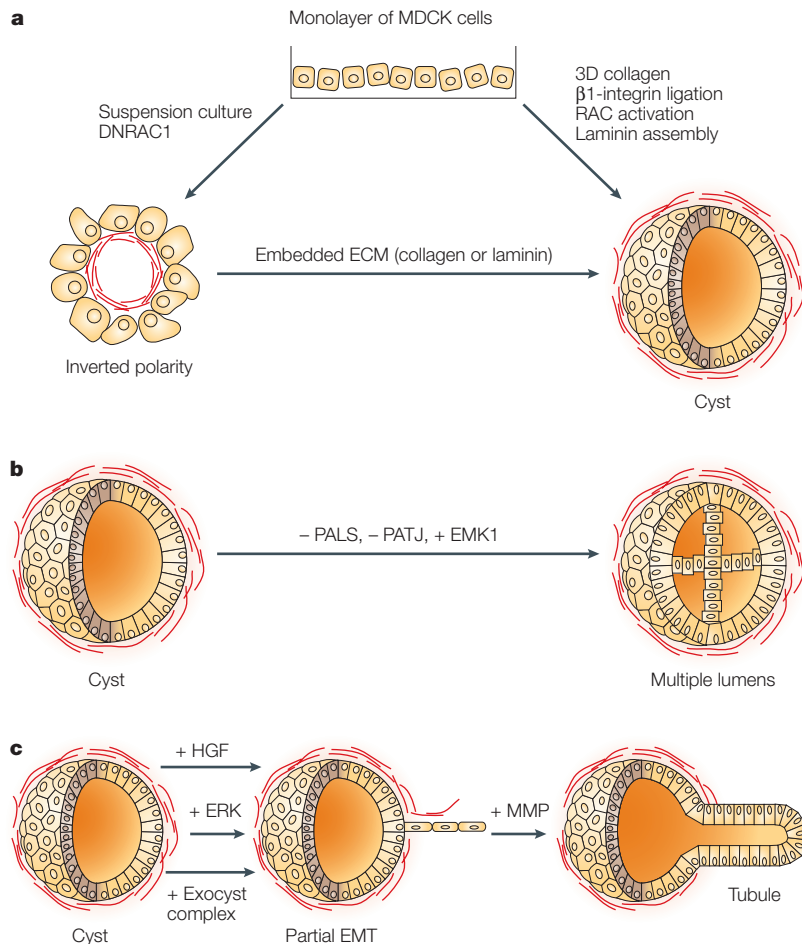 a
Monolayer of MDCK cells
Suspension culture
DNRAC1
3D collagen
β1-integrin ligation
RAC activation
Laminin assembly
Embedded ECM (collagen or laminin)
Inverted polarity
Cyst
b
– PALS, – PATJ, + EMK1
Cyst
Multiple lumens
c
+ HGF
+ ERK
+ Exocyst
complex
+ MMP
Cyst
Partial EMT
Tubule